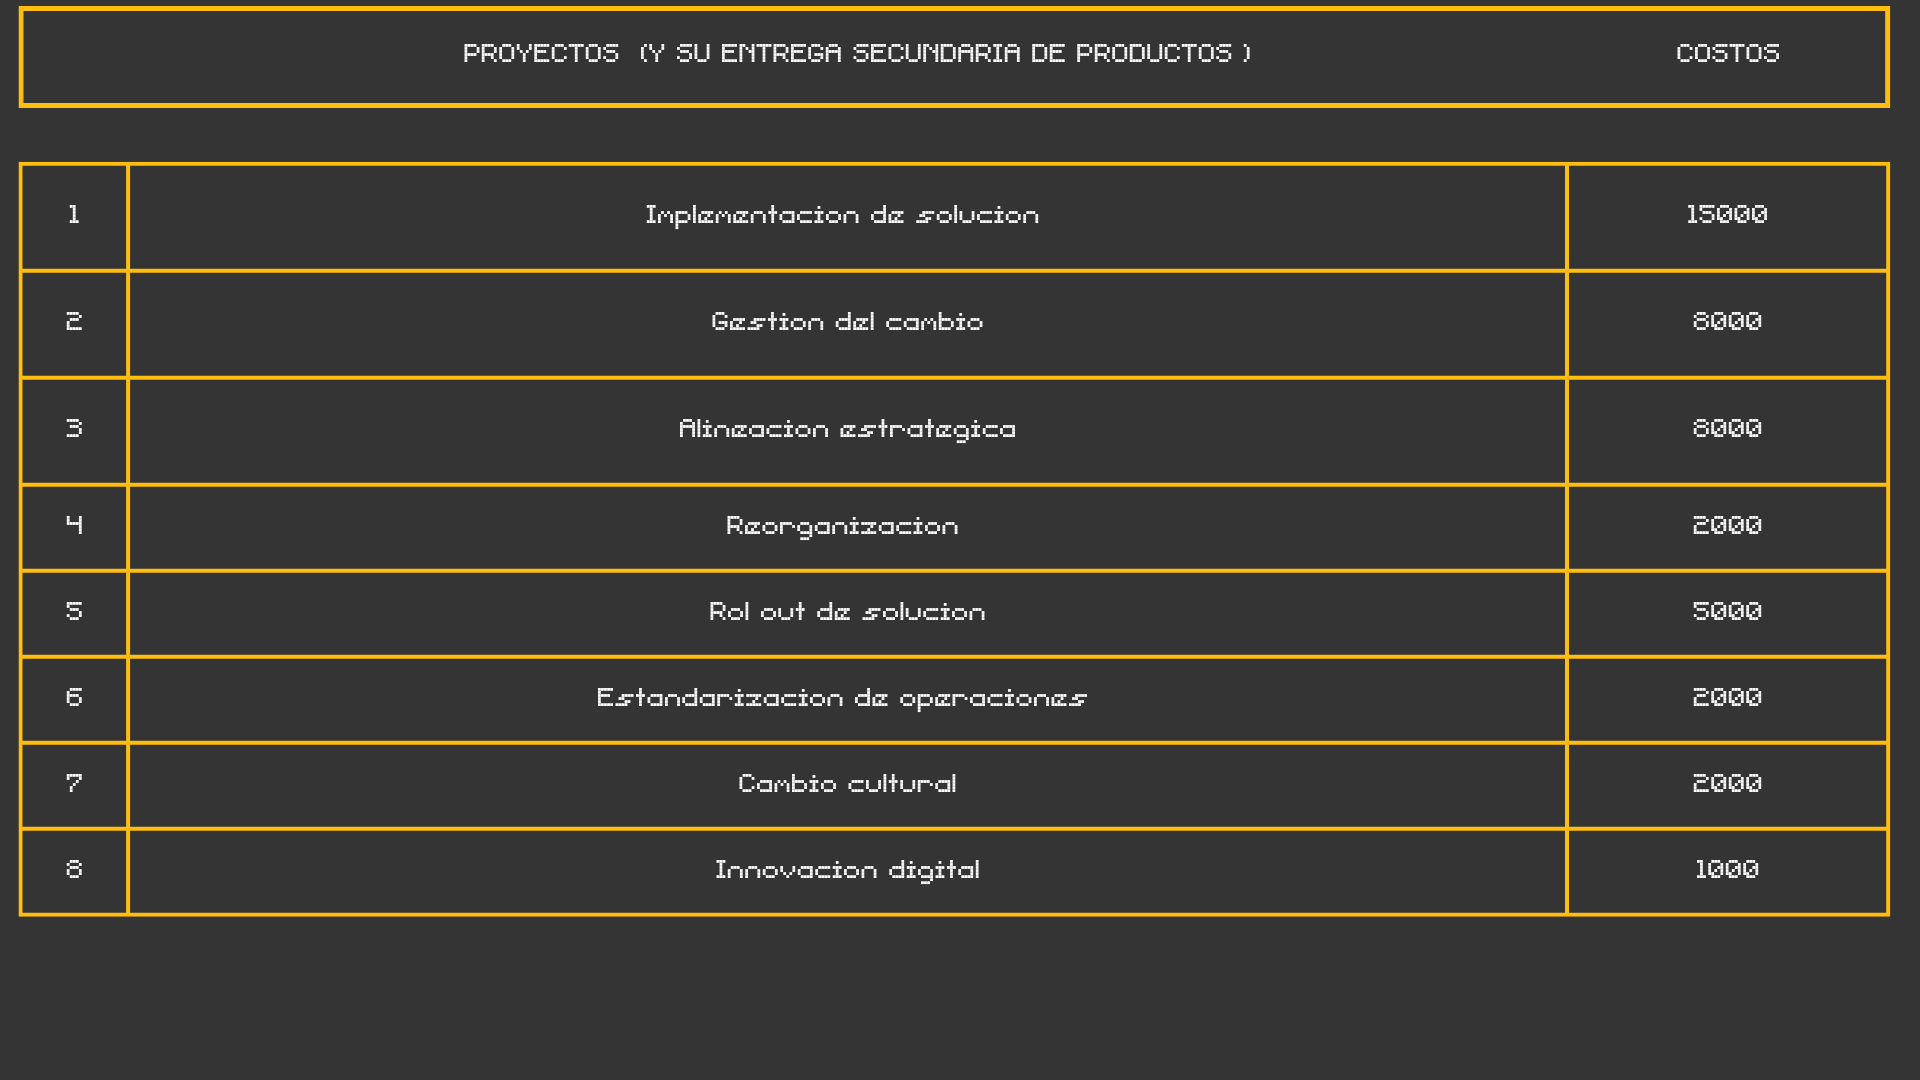 PROYECTOS (Y SU ENTREGA SECUNDARIA DE PRODUCTOS ) COSTOS
1 Implementacion de solucion 15000
2 Gestion del cambio 8000
3 Alineacion estrategica 8000
4 Reorganizacion 2000
5 Rol out de solucion 5000
6 Estandarizacion de operaciones 2000
7 Cambio cultural 2000
8 Innovacion digital 1000